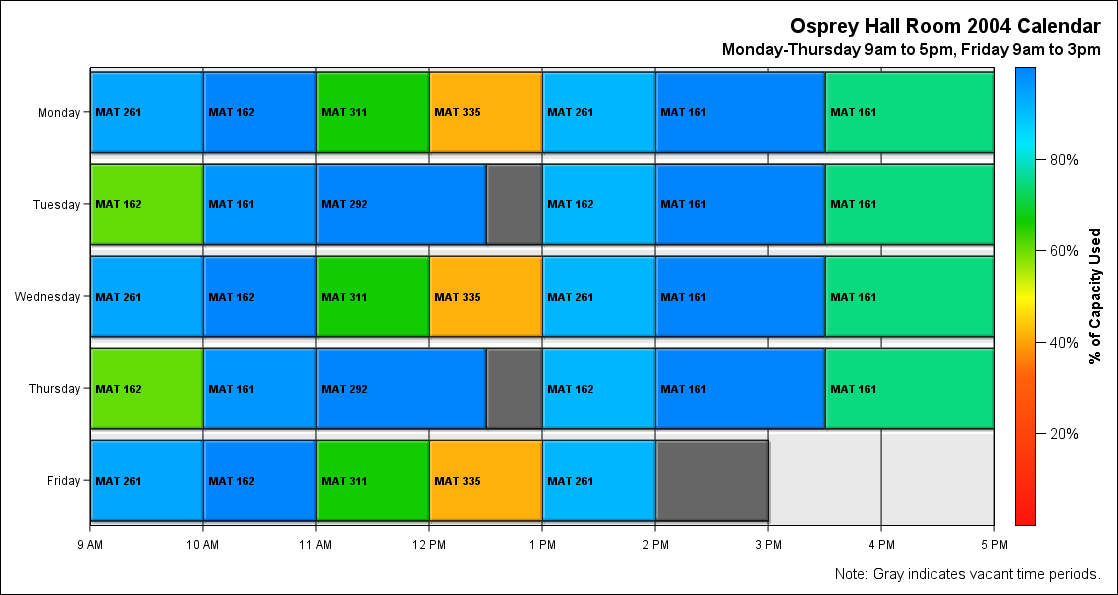 Osprey Hall Room 2004 Calendar
Monday-Thursday 9am to 5pm, Friday 9am to 3pm
Monday MAT 261 MAT 162 MAT 311 MAT 335 MAT 261 MAT 161 MAT 161
Tuesday MAT 162 MAT 161 MAT 292 MAT 162 MAT 161 MAT 161
Wednesday MAT 261 MAT 162 MAT 311 MAT 335 MAT 261 MAT 161 MAT 161
Thursday MAT 162 MAT 161 MAT 292 MAT 162 MAT 161 MAT 161
Friday MAT 261 MAT 162 MAT 311 MAT 335 MAT 261
9 AM 10 AM 11 AM 12 PM 1 PM 2 PM 3 PM 4 PM 5 PM
80%
60%
40%
20%
% of Capacity Used
Note: Gray indicates vacant time periods.